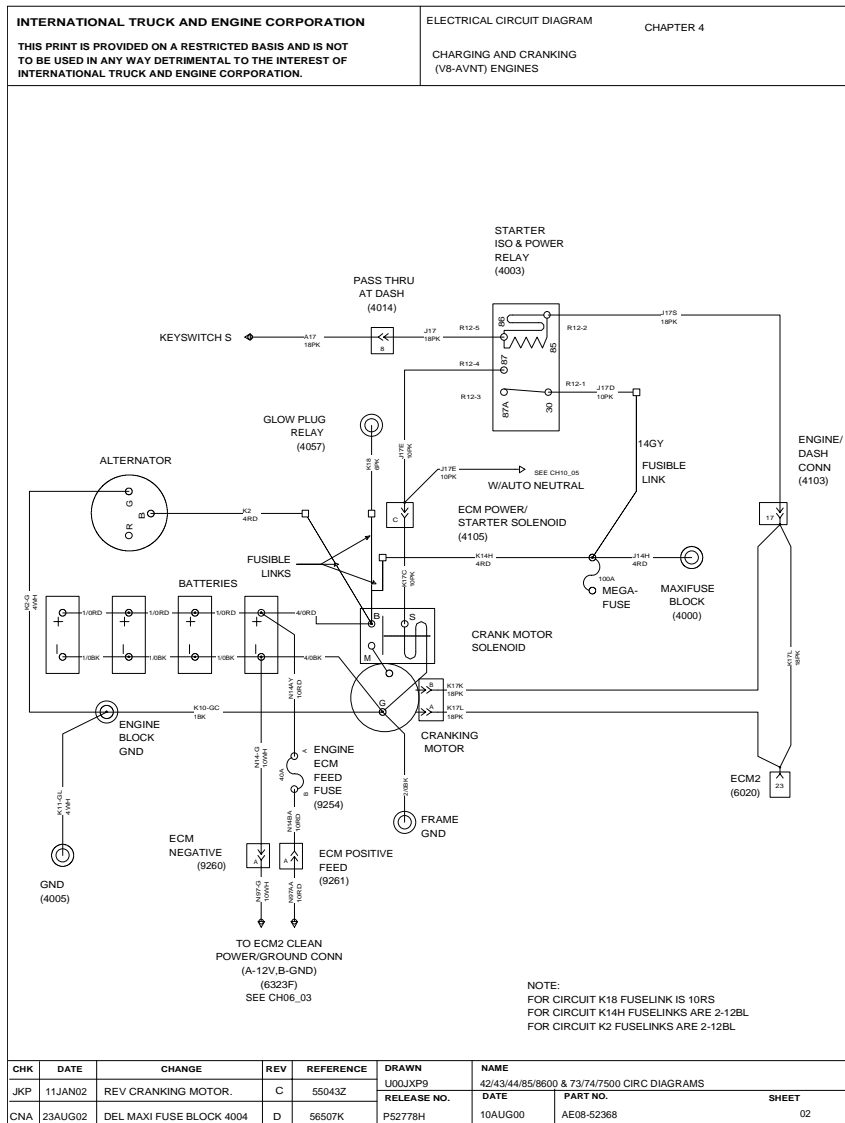 INTERNATIONAL TRUCK AND ENGINE CORPORATION
THIS PRINT IS PROVIDED ON A RESTRICTED BASIS AND IS NOT
TO BE USED IN ANY WAY DETRIMENTAL TO THE INTEREST OF
INTERNATIONAL TRUCK AND ENGINE CORPORATION.
ELECTRICAL CIRCUIT DIAGRAM
CHAPTER 4
CHARGING AND CRANKING
(V8-AVNT) ENGINES
STARTER
ISO & POWER
RELAY
(4003)
PASS THRU
AT DASH
(4014)
KEYSWITCH S
A17
18PK
B
J17
18PK
R12-5
86
85
R12-2
J17S
18PK
R12-4
87
R12-3
87A
30
R12-1
J17D
10PK
GLOW PLUG
RELAY
(4057)
K18
6PK
J17E
10PK
J17E
10PK
SEE CH10_05
W/AUTO NEUTRAL
14GY
FUSIBLE
LINK
ENGINE/
DASH
CONN
(4103)
17
ALTERNATOR
G
B
R
K2
4RD
C
ECM POWER/
STARTER SOLENOID
(4105)
FUSIBLE
LINKS
K14H
4RD
K17C
10PK
J14H
4RD
100A
MEGA-
FUSE
MAXIFUSE
BLOCK
(4000)
BATTERIES
K2-G
4WH
+
+
+
+
1/0RD
1/0RD
1/0RD
4/0RD
1/0BK
1/0BK
1/0BK
4/0BK
B
S
M
CRANK MOTOR
SOLENOID
K17L
18PK
G
B
A
K17K
18PK
K17L
18PK
CRANKING
MOTOR
K10-GC
1BK
ENGINE
BLOCK
GND
N14AY
10RD
N14-G
10WH
A
40A
B
ENGINE
ECM
FEED
FUSE
(9254)
K11-GL
4WH
N14BA
10RD
2/0BK
FRAME
GND
ECM2
(6020)
23
ECM
NEGATIVE
(9260)
A
A
ECM POSITIVE
FEED
(9261)
GND
(4005)
N97-G
10WH
N97AA
10RD
TO ECM2 CLEAN
POWER/GROUND CONN
(A-12V,B-GND)
(6323F)
SEE CH06_03
NOTE:
FOR CIRCUIT K18 FUSELINK IS 10RS
FOR CIRCUIT K14H FUSELINKS ARE 2-12BL
FOR CIRCUIT K2 FUSELINKS ARE 2-12BL
CHK DATE CHANGE REV REFERENCE
JKP 11JAN02 REV CRANKING MOTOR. C 55043Z
CNA 23AUG02 DEL MAXI FUSE BLOCK 4004 D 56507K
DRAWN
U00JXP9
NAME
42/43/44/85/8600 & 73/74/7500 CIRC DIAGRAMS
RELEASE NO.
P52778H
DATE
10AUG00
PART NO.
AE08-52368
SHEET
02